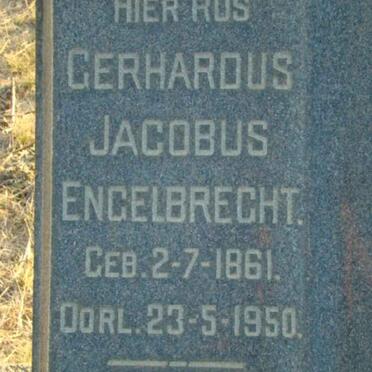 HIER RUS
GERHARDUS
JACOBUS
ENGELBRECHT.
GEB. 2-7-1861.
OORL. 23-5-1950.